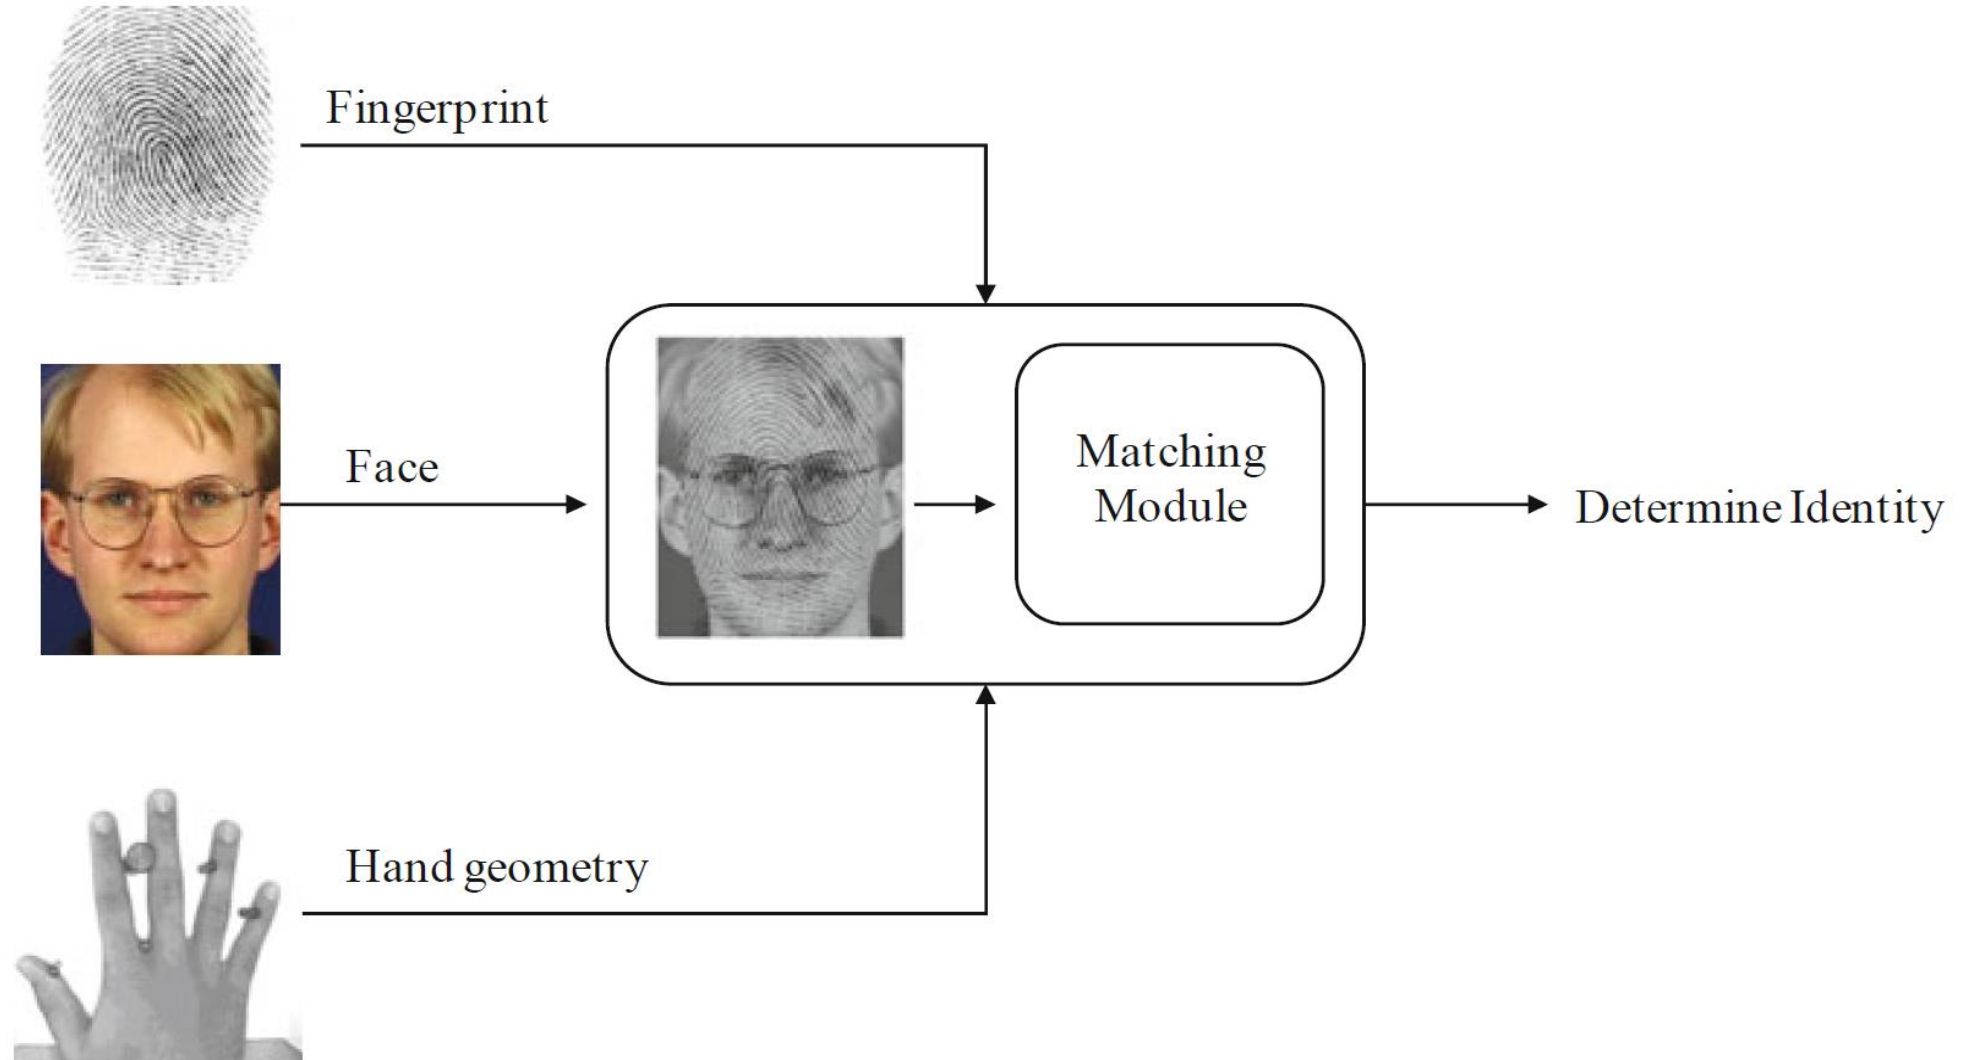 Fingerprint
Face
Matching
Module
Determine Identity
Hand geometry